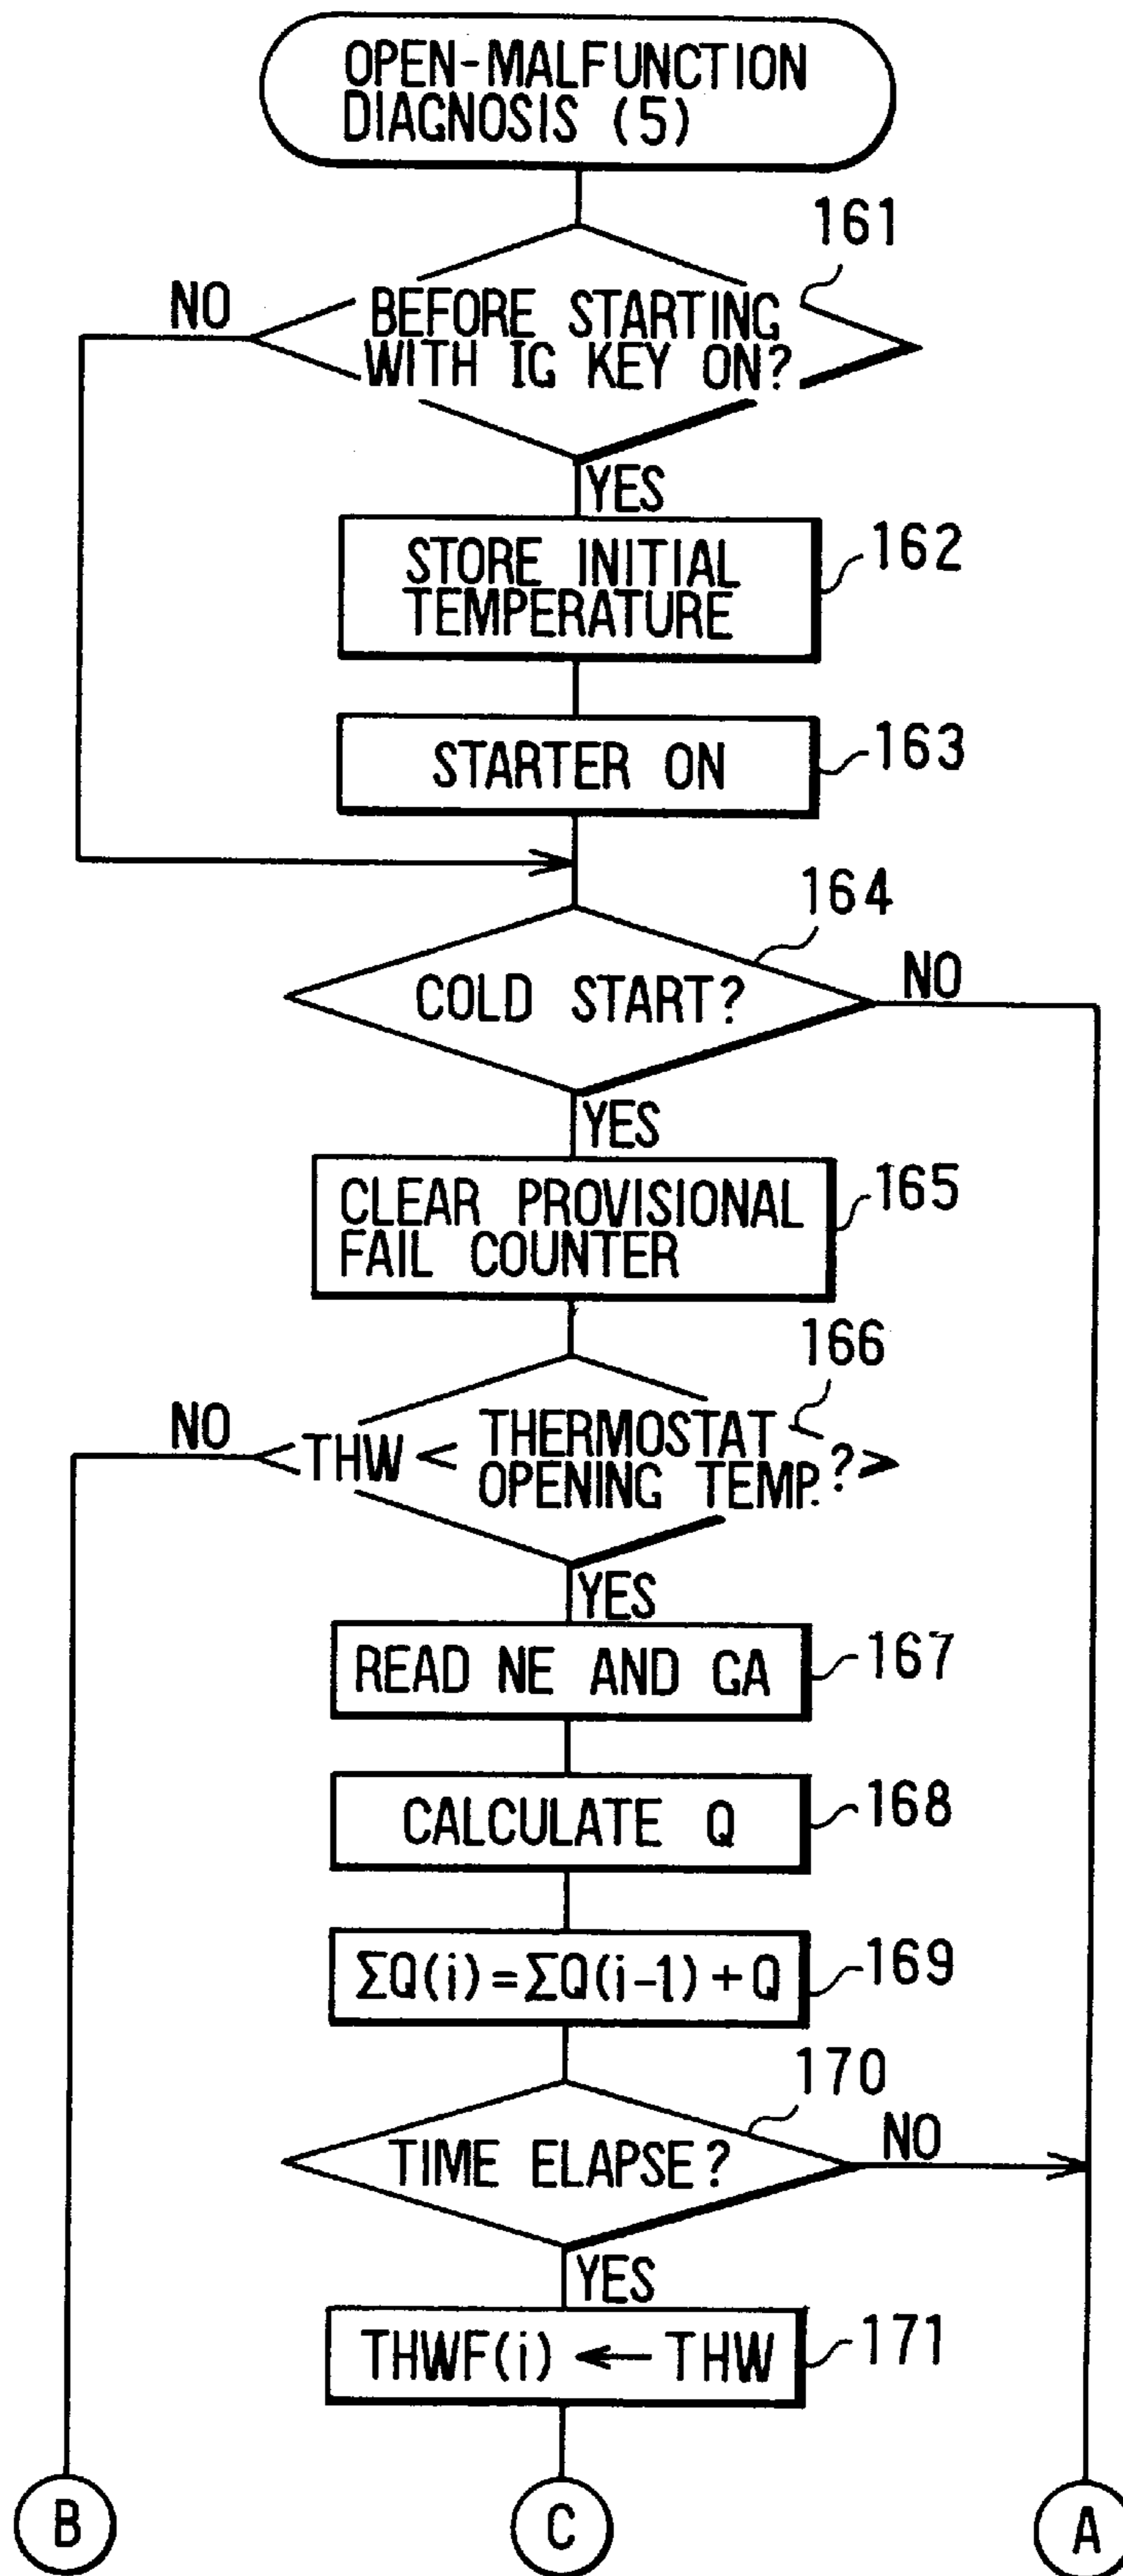 OPEN-MALFUNCTION
DIAGNOSIS (5)
161
NO
BEFORE STARTING
WITH IG KEY ON?
YES
STORE INITIAL
TEMPERATURE
162
STARTER ON
163
164
COLD START?
NO
YES
CLEAR PROVISIONAL
FAIL COUNTER
165
166
NO
THW < THERMOSTAT
OPENING TEMP. ?
YES
READ NE AND GA
167
CALCULATE Q
168
ΣQ(i)=ΣQ(i-1)+Q
169
170
TIME ELAPSE?
NO
YES
THWF(i) ← THW
171
B
C
A